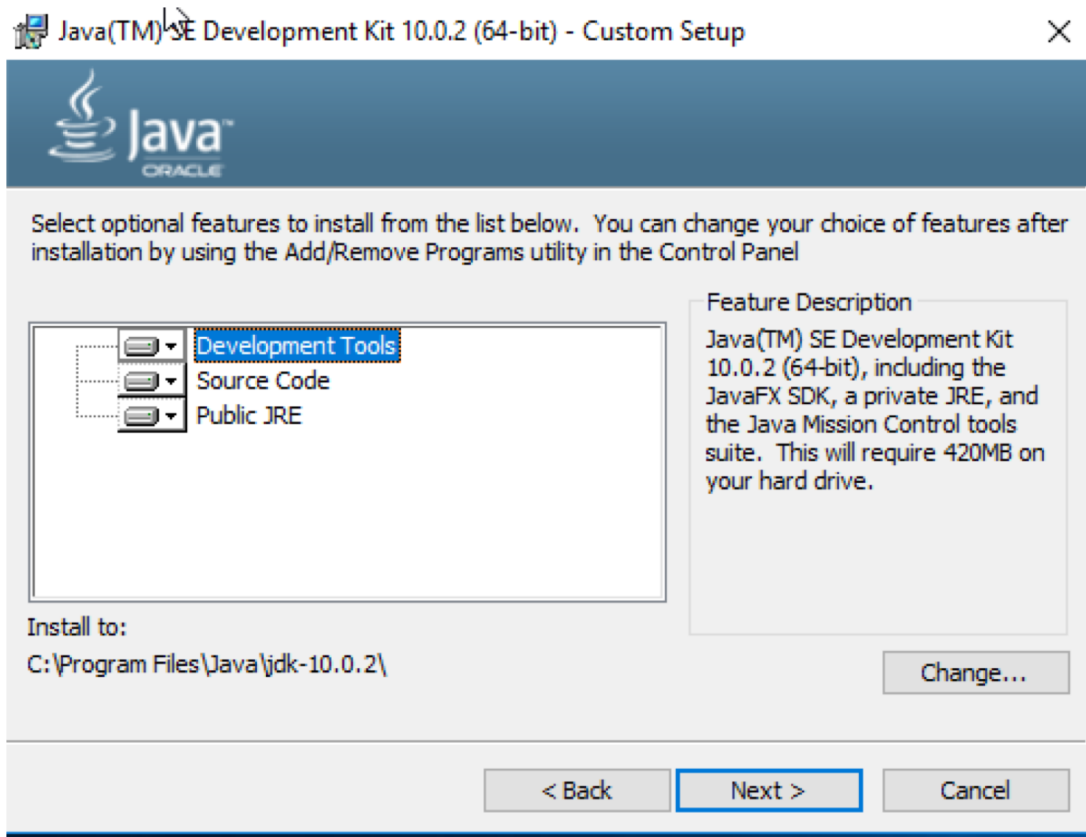 Java(TM) SE Development Kit 10.0.2 (64-bit) - Custom Setup
Java™
ORACLE
Select optional features to install from the list below.  You can change your choice of features after
installation by using the Add/Remove Programs utility in the Control Panel
Development Tools
Source Code
Public JRE
Feature Description
Java(TM) SE Development Kit
10.0.2 (64-bit), including the
JavaFX SDK, a private JRE, and
the Java Mission Control tools
suite.  This will require 420MB on
your hard drive.
Install to:
C:\Program Files\Java\jdk-10.0.2\
Change...
< Back
Next >
Cancel